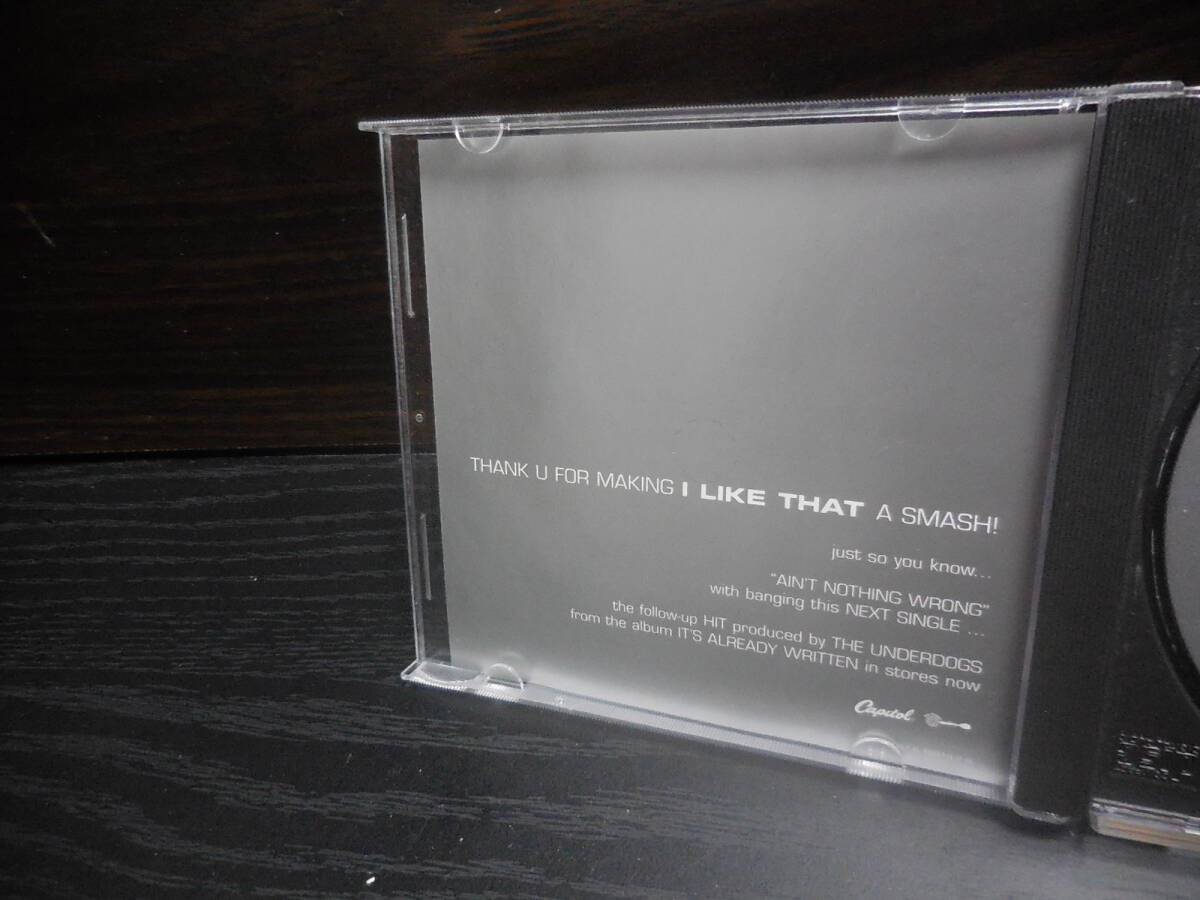 THANK U FOR MAKING I LIKE THAT A SMASH!
just so you know...
"AIN'T NOTHING WRONG"
with banging this NEXT SINGLE ...
the follow-up HIT produced by THE UNDERDOGS
from the album IT'S ALREADY WRITTEN in stores now
Capitol